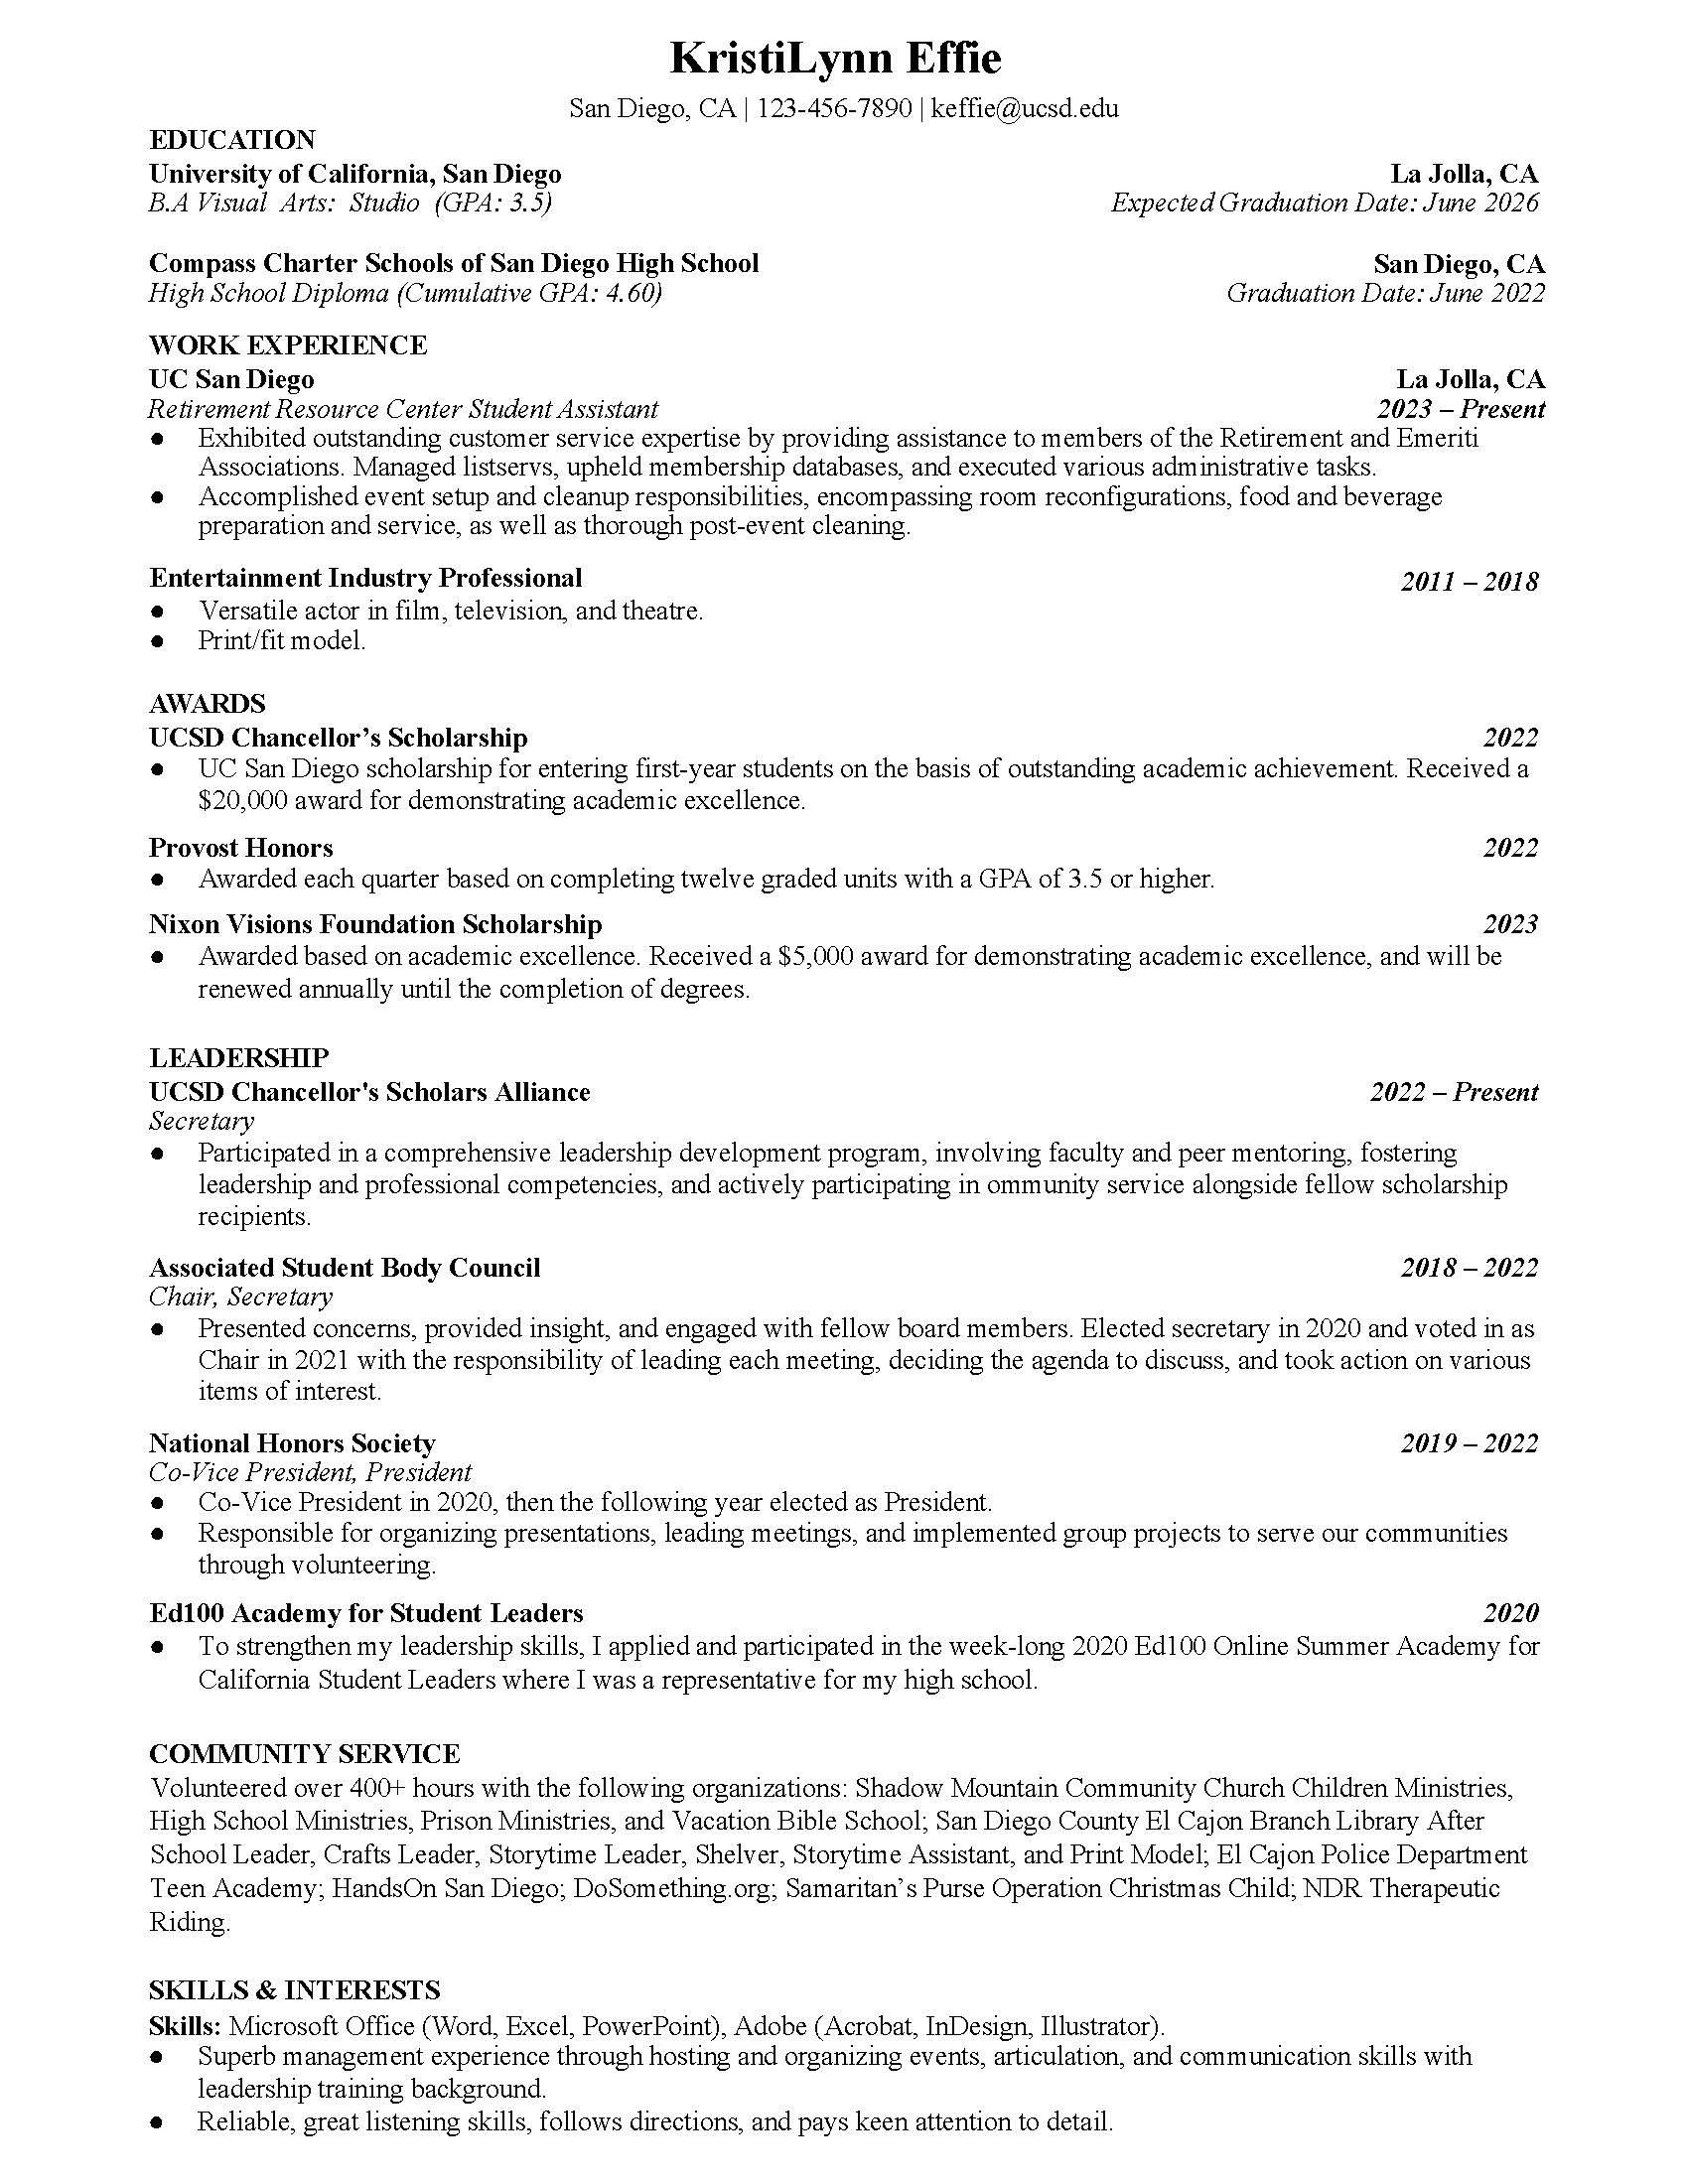 KristiLynn Effie
San Diego, CA | 123-456-7890 | keffie@ucsd.edu
EDUCATION
University of California, San Diego La Jolla, CA
B.A Visual Arts: Studio (GPA: 3.5) Expected Graduation Date: June 2026
Compass Charter Schools of San Diego High School San Diego, CA
High School Diploma (Cumulative GPA: 4.60) Graduation Date: June 2022
WORK EXPERIENCE
UC San Diego La Jolla, CA
Retirement Resource Center Student Assistant 2023 – Present
● Exhibited outstanding customer service expertise by providing assistance to members of the Retirement and Emeriti
Associations. Managed listservs, upheld membership databases, and executed various administrative tasks.
● Accomplished event setup and cleanup responsibilities, encompassing room reconfigurations, food and beverage
preparation and service, as well as thorough post-event cleaning.
Entertainment Industry Professional 2011 – 2018
● Versatile actor in film, television, and theatre.
● Print/fit model.
AWARDS
UCSD Chancellor’s Scholarship 2022
● UC San Diego scholarship for entering first-year students on the basis of outstanding academic achievement. Received a
$20,000 award for demonstrating academic excellence.
Provost Honors 2022
● Awarded each quarter based on completing twelve graded units with a GPA of 3.5 or higher.
Nixon Visions Foundation Scholarship 2023
● Awarded based on academic excellence. Received a $5,000 award for demonstrating academic excellence, and will be
renewed annually until the completion of degrees.
LEADERSHIP
UCSD Chancellor's Scholars Alliance 2022 – Present
Secretary
● Participated in a comprehensive leadership development program, involving faculty and peer mentoring, fostering
leadership and professional competencies, and actively participating in ommunity service alongside fellow scholarship
recipients.
Associated Student Body Council 2018 – 2022
Chair, Secretary
● Presented concerns, provided insight, and engaged with fellow board members. Elected secretary in 2020 and voted in as
Chair in 2021 with the responsibility of leading each meeting, deciding the agenda to discuss, and took action on various
items of interest.
National Honors Society 2019 – 2022
Co-Vice President, President
● Co-Vice President in 2020, then the following year elected as President.
● Responsible for organizing presentations, leading meetings, and implemented group projects to serve our communities
through volunteering.
Ed100 Academy for Student Leaders 2020
● To strengthen my leadership skills, I applied and participated in the week-long 2020 Ed100 Online Summer Academy for
California Student Leaders where I was a representative for my high school.
COMMUNITY SERVICE
Volunteered over 400+ hours with the following organizations: Shadow Mountain Community Church Children Ministries,
High School Ministries, Prison Ministries, and Vacation Bible School; San Diego County El Cajon Branch Library After
School Leader, Crafts Leader, Storytime Leader, Shelver, Storytime Assistant, and Print Model; El Cajon Police Department
Teen Academy; HandsOn San Diego; DoSomething.org; Samaritan’s Purse Operation Christmas Child; NDR Therapeutic
Riding.
SKILLS & INTERESTS
Skills: Microsoft Office (Word, Excel, PowerPoint), Adobe (Acrobat, InDesign, Illustrator).
● Superb management experience through hosting and organizing events, articulation, and communication skills with
leadership training background.
● Reliable, great listening skills, follows directions, and pays keen attention to detail.